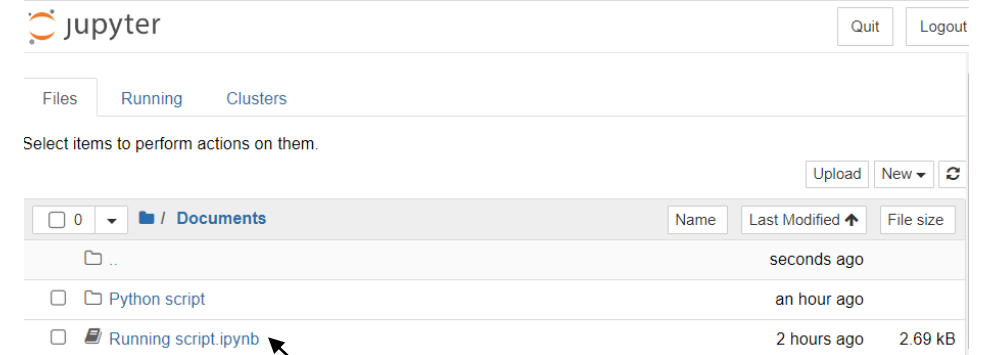 jupyter Quit Logout
Files Running Clusters
Select items to perform actions on them.
Upload New
0 / Documents Name Last Modified File size
.. seconds ago
Python script an hour ago
Running script.ipynb 2 hours ago 2.69 kB